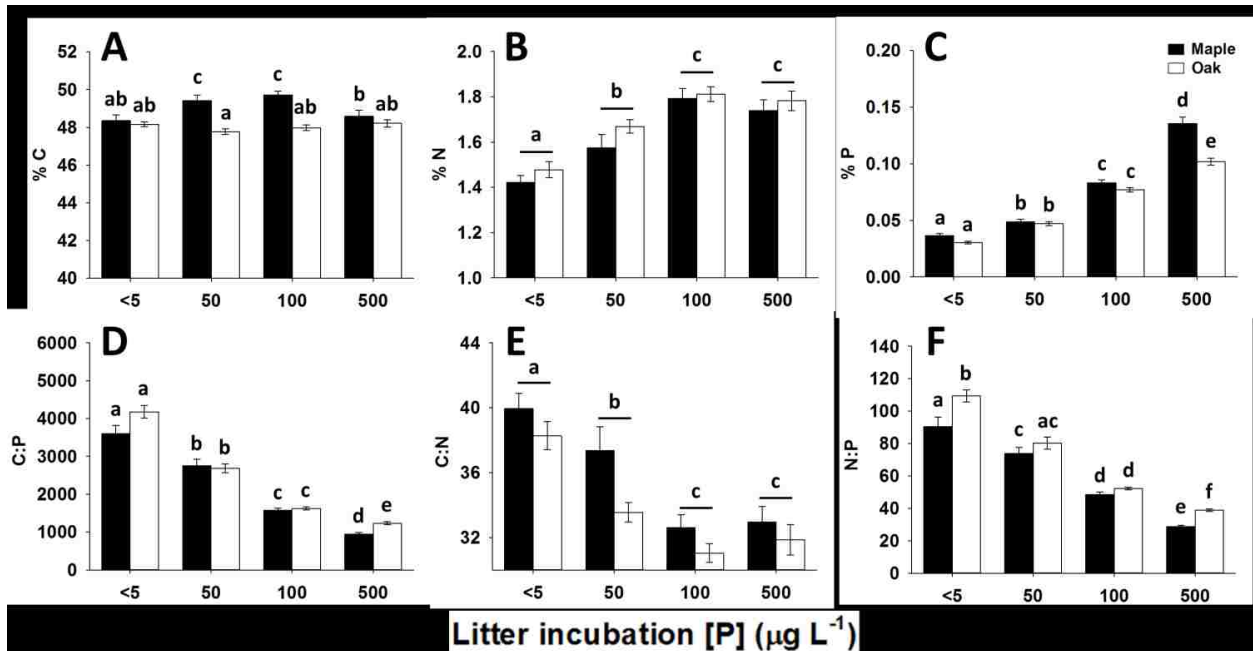 A
52
50
48
46
44
42
40
% C
ab ab c a c ab b ab
<5 50 100 500
B
2.0
1.8
1.6
1.4
1.2
1.0
% N
a b c c
<5 50 100 500
C
0.20
0.15
0.10
0.05
0.00
% P
Maple
Oak
a a b b c c d e
<5 50 100 500
D
6000
5000
4000
3000
2000
1000
0
C:P
a a b b c c d e
<5 50 100 500
E
44
40
36
32
C:N
a b c c
<5 50 100 500
F
140
120
100
80
60
40
20
0
N:P
a b c ac d d e f
<5 50 100 500
Litter incubation [P] (µg L⁻¹)